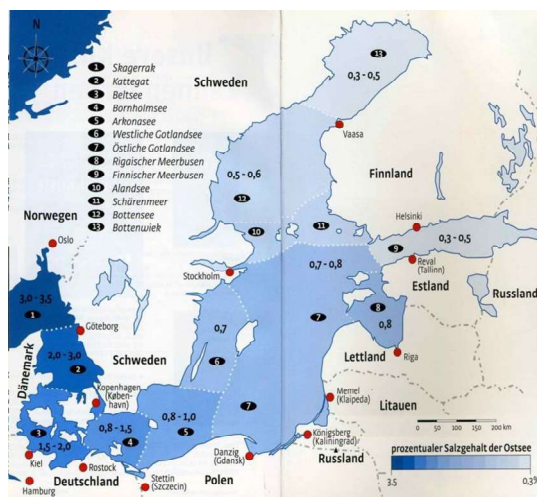 N
1 Skagerrak
2 Kattegat
3 Beltsee
4 Bornholmsee
5 Arkonasee
6 Westliche Gotlandsee
7 Östliche Gotlandsee
8 Rigaischer Meerbusen
9 Finnischer Meerbusen
10 Alandsee
11 Schärenmeer
12 Bottensee
13 Bottenwiek
Schweden
13
0,3 - 0,5
Vaasa
Finnland
0,5 - 0,6
12
Norwegen
Oslo
10
11
Helsinki
0,3 - 0,5
9
Stockholm
0,7 - 0,8
Reval
(Tallinn)
Estland
Russland
3,0 - 3,5
1
Göteborg
0,7
6
7
8
0,8
Dänemark
2,0 - 3,0
2
Schweden
Lettland
Riga
Kopenhagen
(Køben-
havn)
Memel
(Klaipeda)
Litauen
0 50 100 150 200 km
3
1,5 - 2,0
0,8 - 1,5
4
0,8 - 1,0
5
7
Königsberg
(Kaliningrad)
Kiel
Rostock
Danzig
(Gdańsk)
Russland
Hamburg
Deutschland
Stettin
(Szczecin)
Polen
prozentualer Salzgehalt der Ostsee
3.5
0.3%